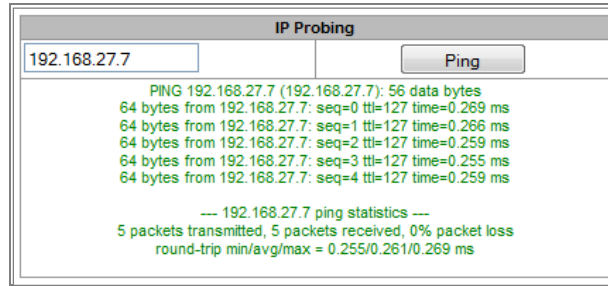 IP Probing
192.168.27.7 Ping
PING 192.168.27.7 (192.168.27.7): 56 data bytes
64 bytes from 192.168.27.7: seq=0 ttl=127 time=0.269 ms
64 bytes from 192.168.27.7: seq=1 ttl=127 time=0.266 ms
64 bytes from 192.168.27.7: seq=2 ttl=127 time=0.259 ms
64 bytes from 192.168.27.7: seq=3 ttl=127 time=0.255 ms
64 bytes from 192.168.27.7: seq=4 ttl=127 time=0.259 ms
--- 192.168.27.7 ping statistics ---
5 packets transmitted, 5 packets received, 0% packet loss
round-trip min/avg/max = 0.255/0.261/0.269 ms